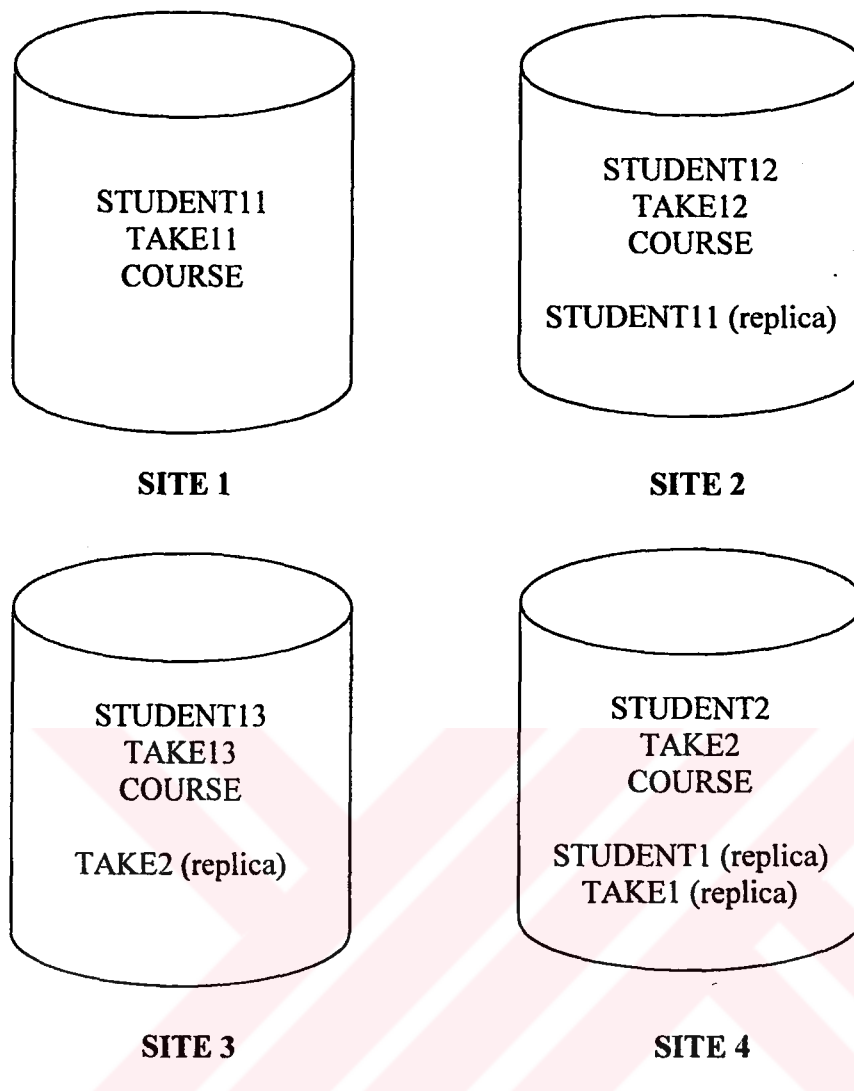 STUDENT11
TAKE11
COURSE
SITE 1
STUDENT12
TAKE12
COURSE
STUDENT11 (replica)
SITE 2
STUDENT13
TAKE13
COURSE
TAKE2 (replica)
SITE 3
STUDENT2
TAKE2
COURSE
STUDENT1 (replica)
TAKE1 (replica)
SITE 4